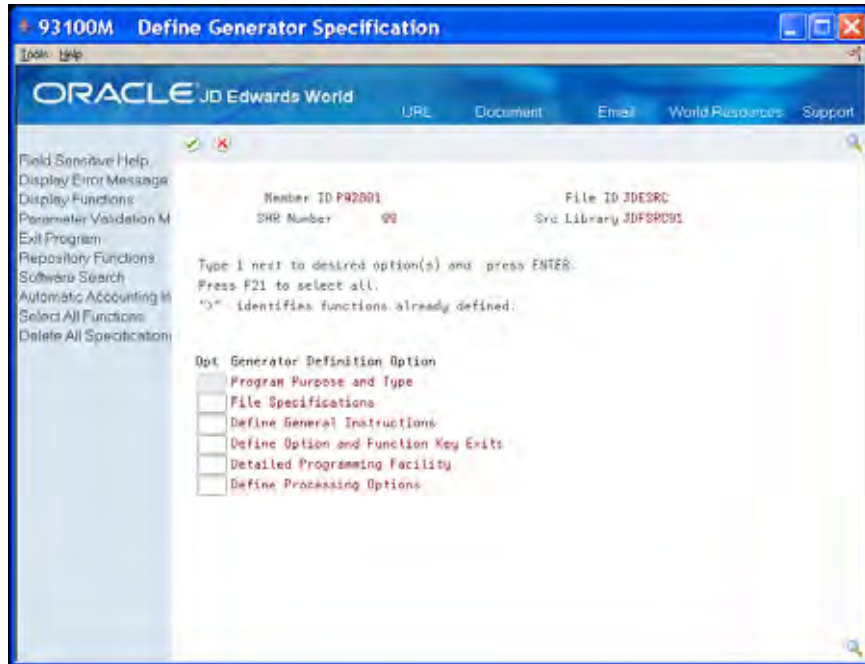 93100M Define Generator Specification
Tools Help
ORACLE JD Edwards World
URL Document Email World Resources Support
Field Sensitive Help
Display Error Message
Display Functions
Parameter Validation M
Exit Program
Repository Functions
Software Search
Automatic Accounting In
Select All Functions
Delete All Specifications
Member ID P92801 File ID JDESRC
SAR Number 99 Src Library JDFSRC91
Type 1 next to desired option(s) and press ENTER.
Press F21 to select all.
">" identifies functions already defined.
Opt Generator Definition Option
Program Purpose and Type
File Specifications
Define General Instructions
Define Option and Function Key Exits
Detailed Programming Facility
Define Processing Options